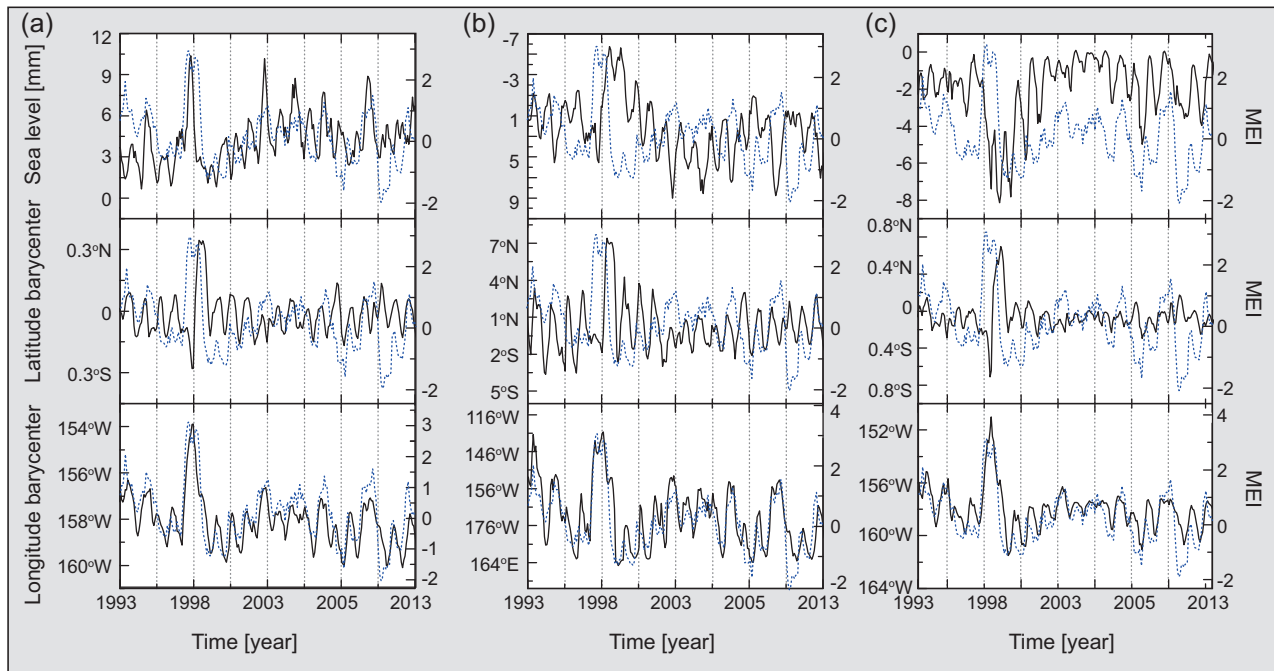 (a)
(b)
(c)
Sea level [mm]
12
9
6
3
0
2
0
-2
-7
-3
1
5
9
2
0
-2
0
-2
-4
-6
-8
2
0
-2
MEI
Latitude barycenter
0.3°N
0
0.3°S
2
0
-2
7°N
4°N
1°N
2°S
5°S
2
0
-2
0.8°N
0.4°N
0
0.4°S
0.8°S
2
0
-2
Longitude barycenter
154°W
156°W
158°W
160°W
3
2
1
0
-1
-2
116°W
146°W
156°W
176°W
164°E
4
2
0
-2
152°W
156°W
160°W
164°W
4
2
0
-2
MEI
1993 1998 2003 2005 2013
1993 1998 2003 2005 2013
1993 1998 2003 2005 2013
Time [year]
Time [year]
Time [year]